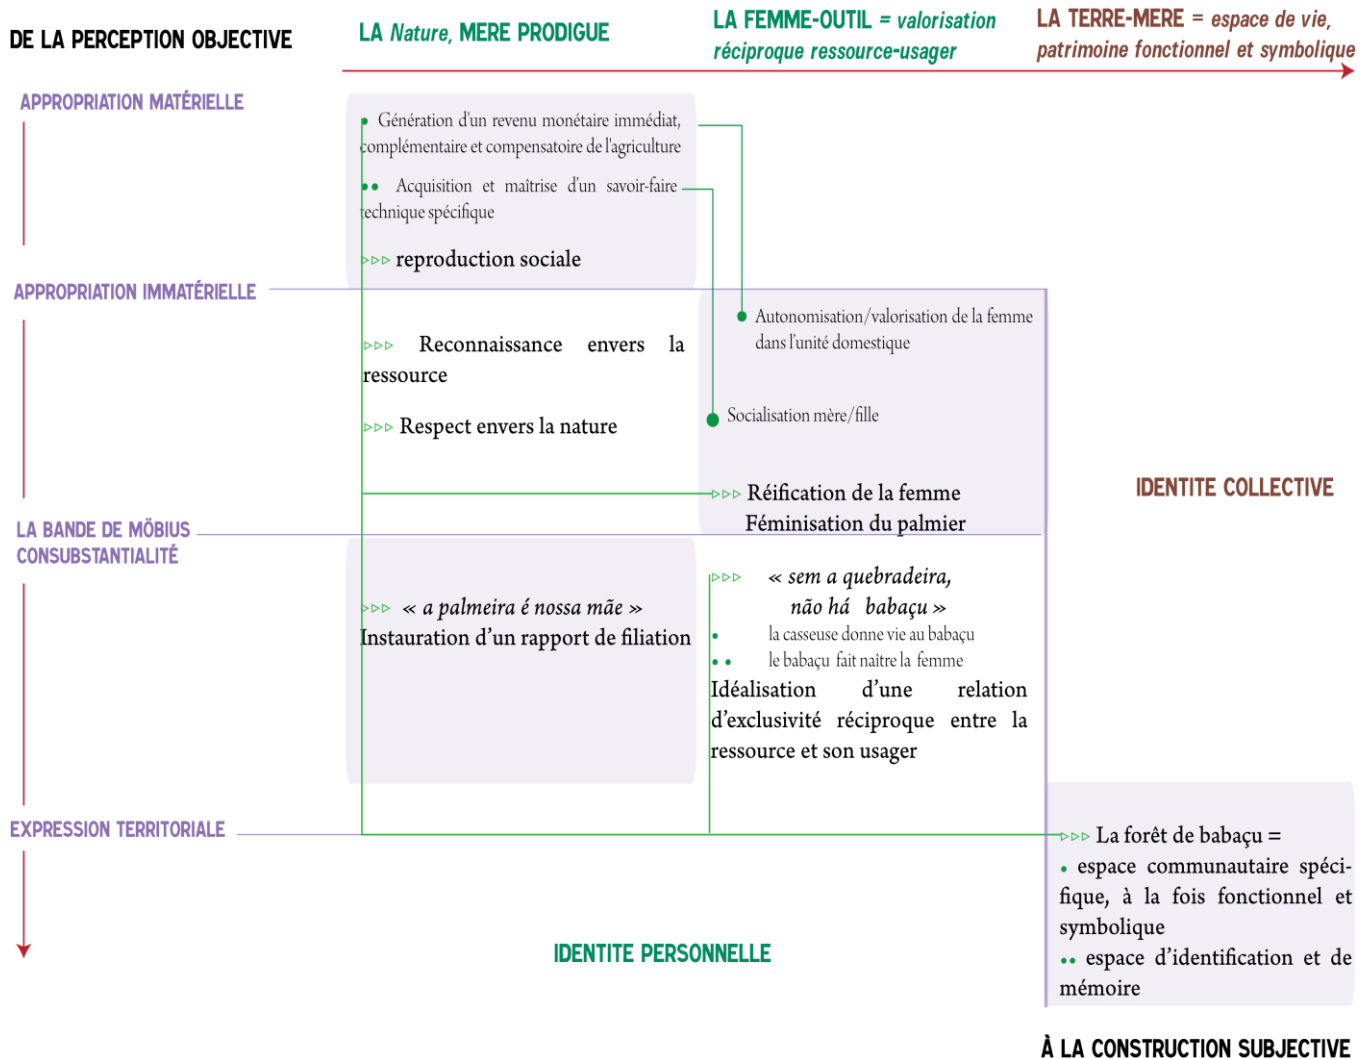 DE LA PERCEPTION OBJECTIVE
LA Nature, MERE PRODIGUE
LA FEMME-OUTIL = valorisation
réciproque ressource-usager
LA TERRE-MERE = espace de vie,
patrimoine fonctionnel et symbolique
APPROPRIATION MATÉRIELLE
• Génération d'un revenu monétaire immédiat,
complémentaire et compensatoire de l'agriculture
•• Acquisition et maîtrise d'un savoir-faire
technique spécifique
▷▷▷ reproduction sociale
APPROPRIATION IMMATÉRIELLE
▷▷▷ Reconnaissance envers la
ressource
▷▷▷ Respect envers la nature
• Autonomisation/valorisation de la femme
dans l'unité domestique
• Socialisation mère/fille
▷▷▷ Réification de la femme
Féminisation du palmier
IDENTITE COLLECTIVE
LA BANDE DE MÖBIUS
CONSUBSTANTIALITÉ
▷▷▷ « a palmeira é nossa mãe »
Instauration d'un rapport de filiation
▷▷▷ « sem a quebradeira,
não há babaçu »
• la casseuse donne vie au babaçu
•• le babaçu fait naître la femme
Idéalisation d'une relation
d'exclusivité réciproque entre la
ressource et son usager
EXPRESSION TERRITORIALE
▷▷▷ La forêt de babaçu =
• espace communautaire spéci-
fique, à la fois fonctionnel et
symbolique
•• espace d'identification et de
mémoire
IDENTITE PERSONNELLE
À LA CONSTRUCTION SUBJECTIVE